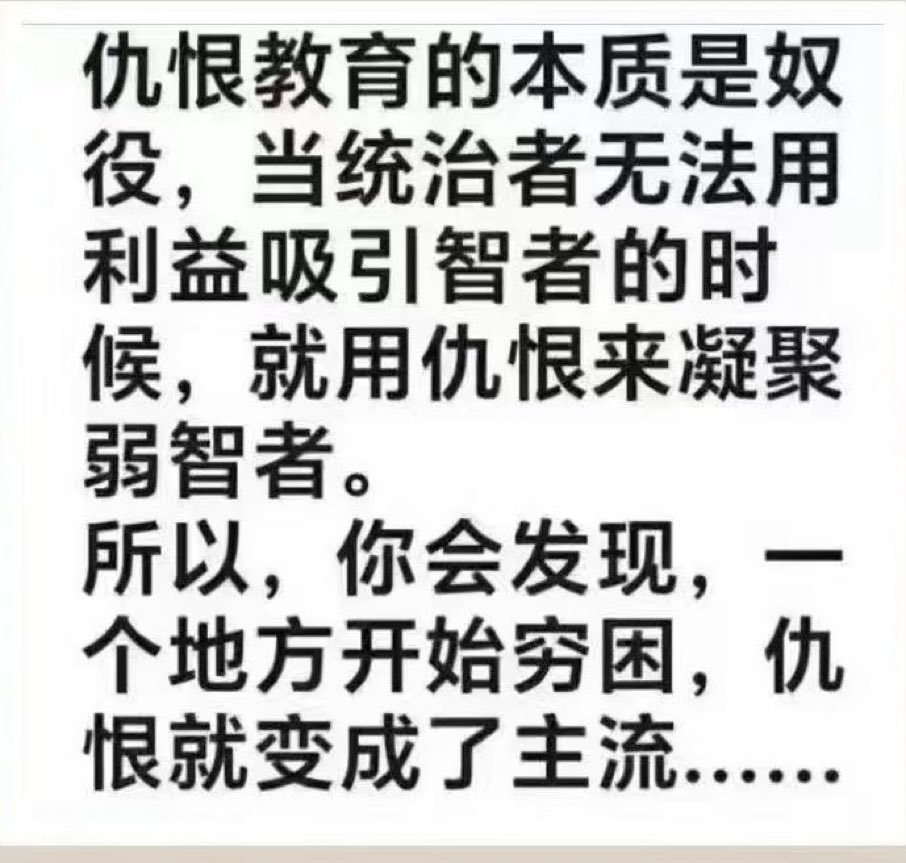 仇恨教育的本质是奴
役，当统治者无法用
利益吸引智者的时
候，就用仇恨来凝聚
弱智者。
所以，你会发现，一
个地方开始穷困，仇
恨就变成了主流……